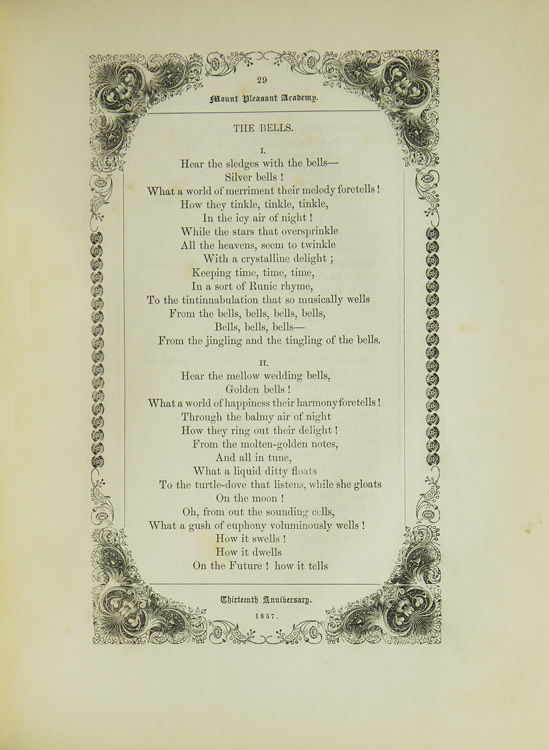 29
Mount Pleasant Academy.
THE BELLS.
I.
Hear the sledges with the bells—
Silver bells !
What a world of merriment their melody foretells !
How they tinkle, tinkle, tinkle,
In the icy air of night !
While the stars that oversprinkle
All the heavens, seem to twinkle
With a crystalline delight ;
Keeping time, time, time,
In a sort of Runic rhyme,
To the tintinnabulation that so musically wells
From the bells, bells, bells, bells,
Bells, bells, bells—
From the jingling and the tingling of the bells.
II.
Hear the mellow wedding bells,
Golden bells !
What a world of happiness their harmony foretells !
Through the balmy air of night
How they ring out their delight !
From the molten-golden notes,
And all in tune,
What a liquid ditty floats
To the turtle-dove that listens, while she gloats
On the moon !
Oh, from out the sounding cells,
What a gush of euphony voluminously wells !
How it swells !
How it dwells
On the Future ! how it tells
Thirteenth Anniversary.
1857.